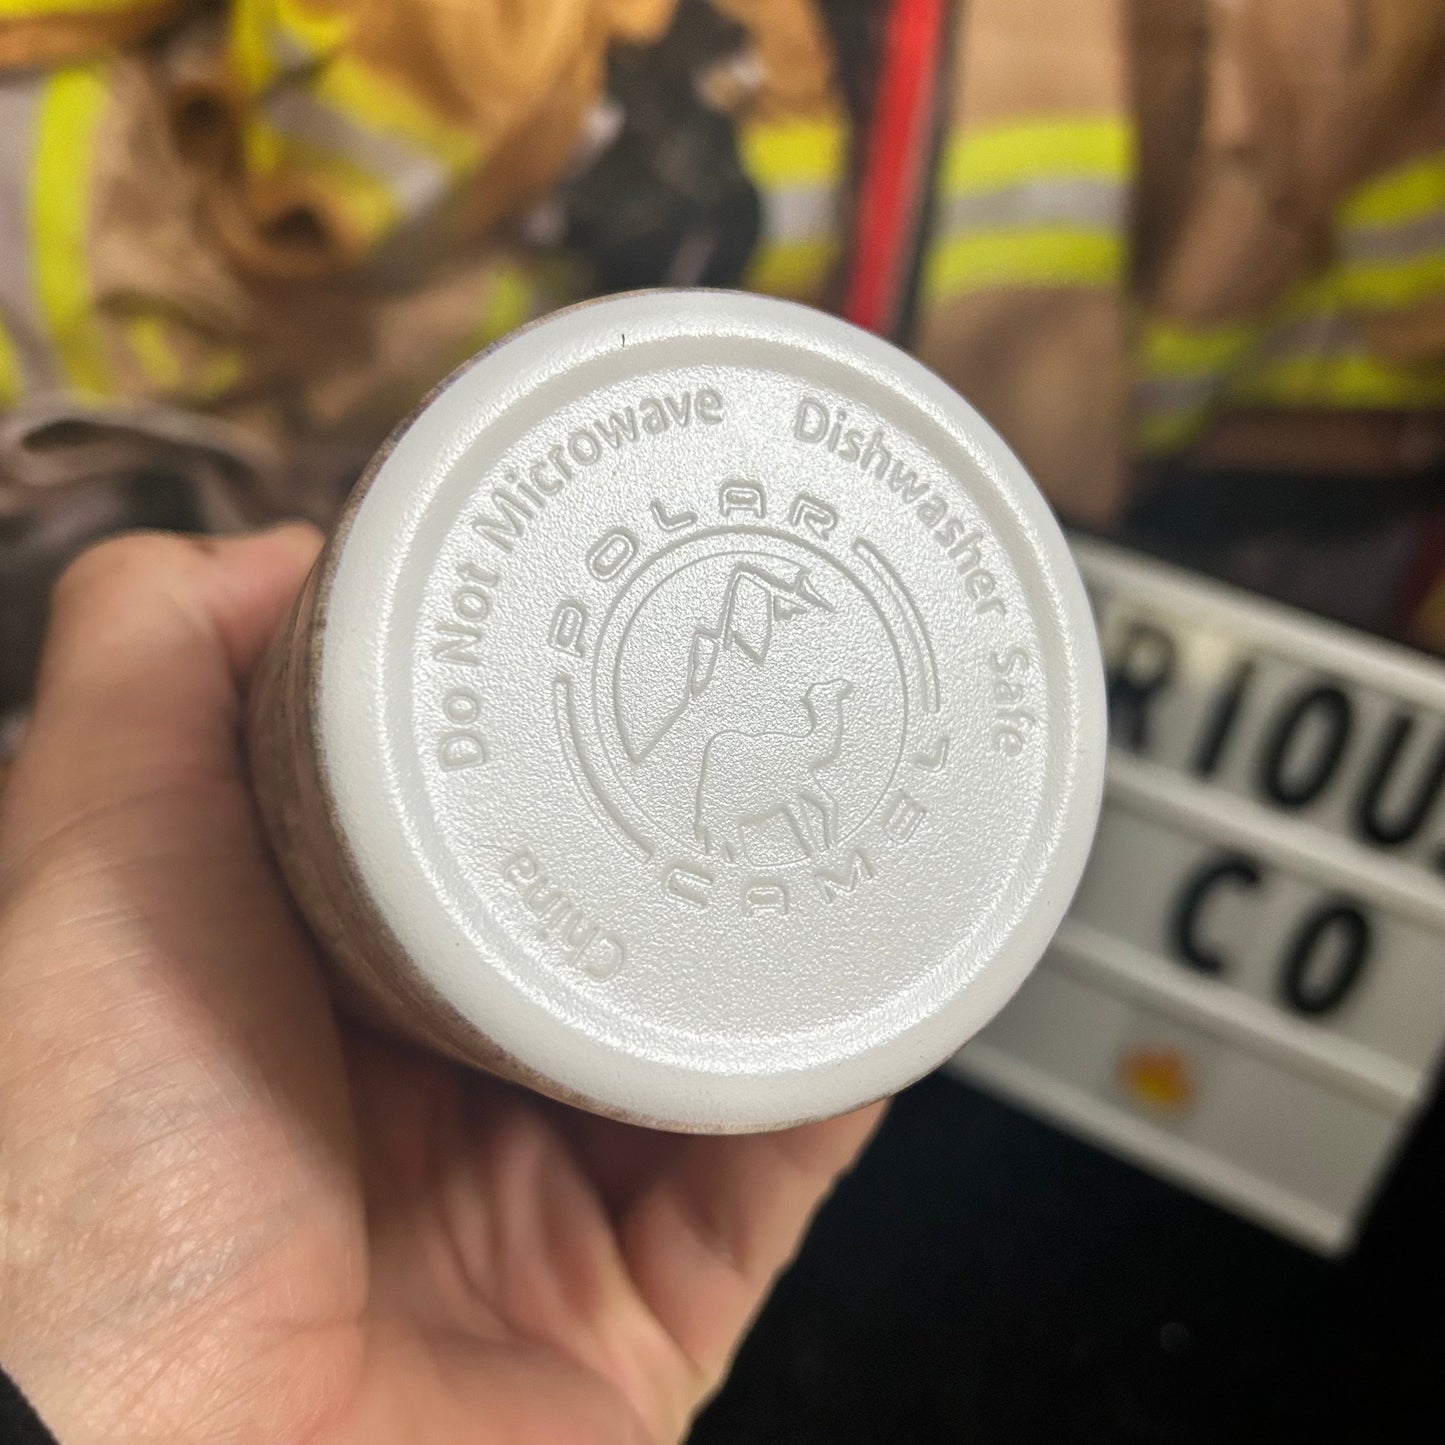 Do Not Microwave
Dishwasher Safe
POLAR
CAMEL
China
RIOU
CO